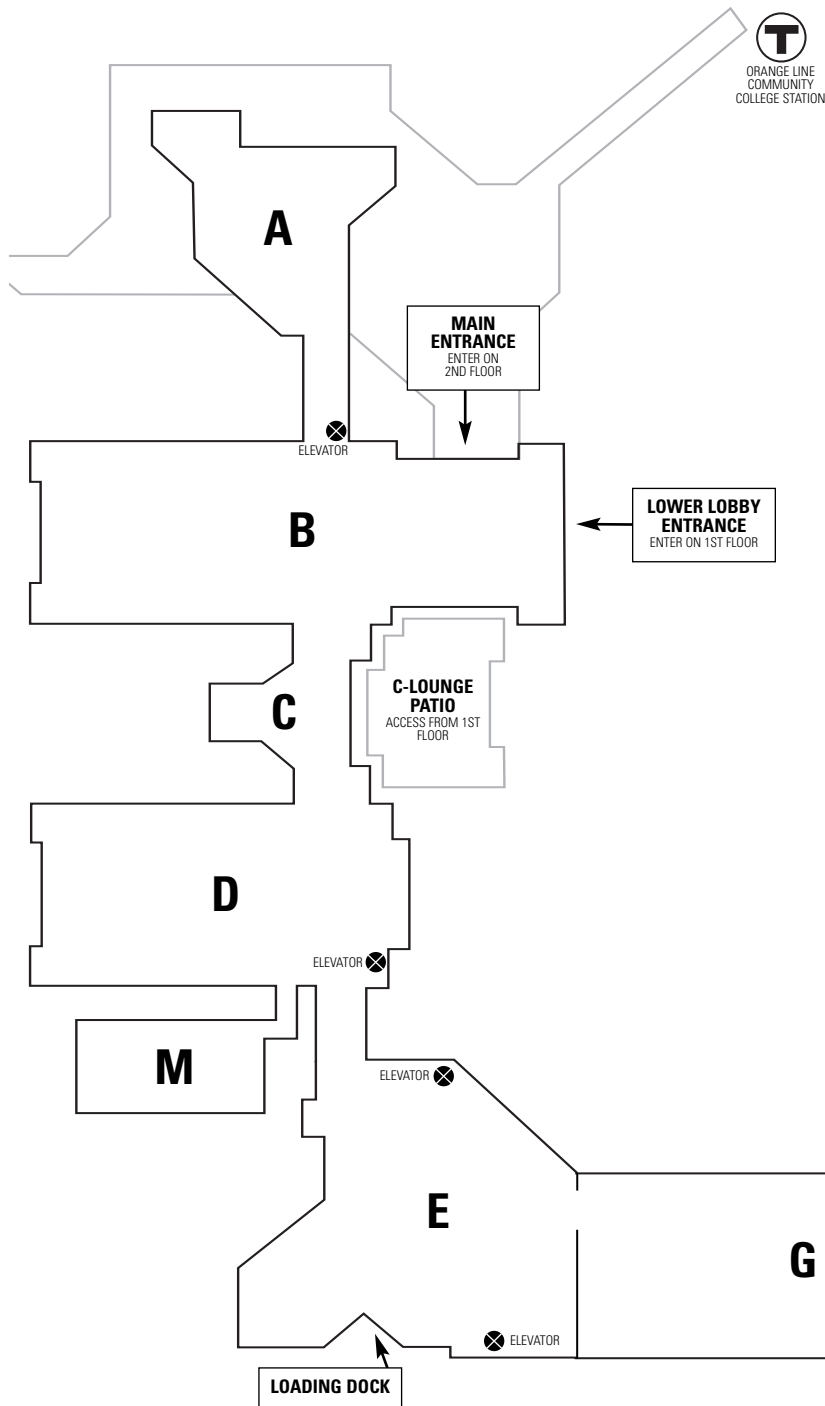 T
ORANGE LINE
COMMUNITY
COLLEGE STATION
A
MAIN
ENTRANCE
ENTER ON
2ND FLOOR
ELEVATOR
B
LOWER LOBBY
ENTRANCE
ENTER ON 1ST FLOOR
C
C-LOUNGE
PATIO
ACCESS FROM 1ST
FLOOR
D
ELEVATOR
M
ELEVATOR
E
G
ELEVATOR
LOADING DOCK